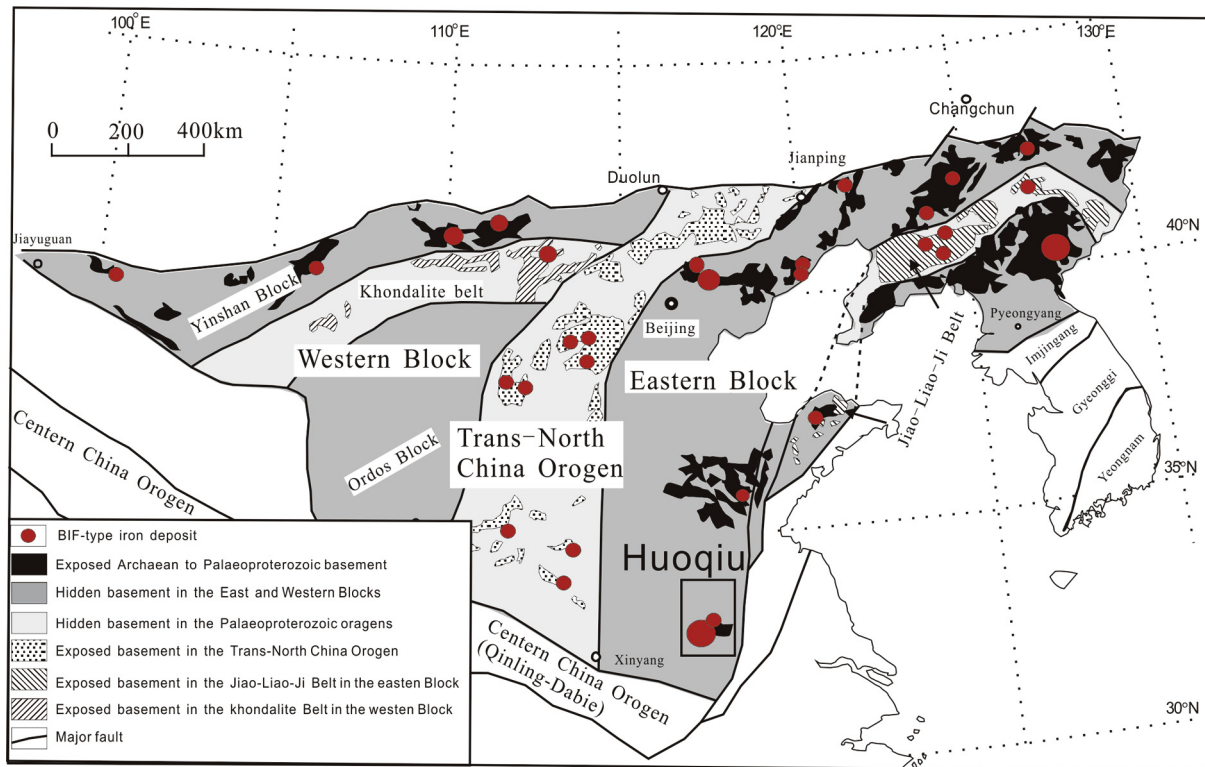 100°E
110°E
120°E
130°E
0 200 400km
Changchun
Jianping
Duolun
Jiayuguan
40°N
Yinshan Block
Khondalite belt
Beijing
Pyeongyang
Imjingang
Western Block
Eastern Block
Jiao-Liao-Ji Belt
Gyeonggi
Centern China Orogen
Ordos Block
Trans-North
China Orogen
Yeongnam
35°N
Huoqiu
Xinyang
Centern China Orogen
(Qinling-Dabie)
30°N
BIF-type iron deposit
Exposed Archaean to Palaeoproterozoic basement
Hidden basement in the East and Western Blocks
Hidden basement in the Palaeoproterozoic oragens
Exposed basement in the Trans-North China Orogen
Exposed basement in the Jiao-Liao-Ji Belt in the easten Block
Exposed basement in the khondalite Belt in the westen Block
Major fault